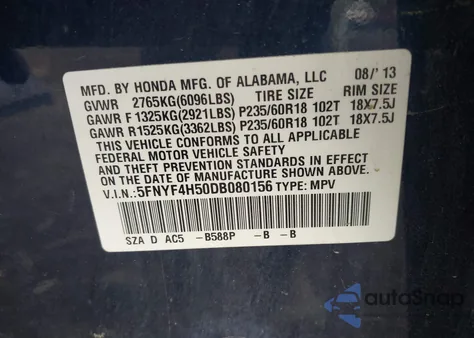 MFD. BY HONDA MFG. OF ALABAMA, LLC 08/'13
GVWR 2765KG(6096LBS) TIRE SIZE RIM SIZE
GAWR F 1325KG(2921LBS) P235/60R18 102T 18X7.5J
GAWR R 1525KG(3362LBS) P235/60R18 102T 18X7.5J
THIS VEHICLE CONFORMS TO ALL APPLICABLE
FEDERAL MOTOR VEHICLE SAFETY AND
THEFT PREVENTION STANDARDS IN EFFECT ON
THE DATE OF MANUFACTURE SHOWN ABOVE.
V.I.N.:5FNYF4H50DB080156 TYPE: MPV
SZA D AC5 -B588P -B -B
autoSnap